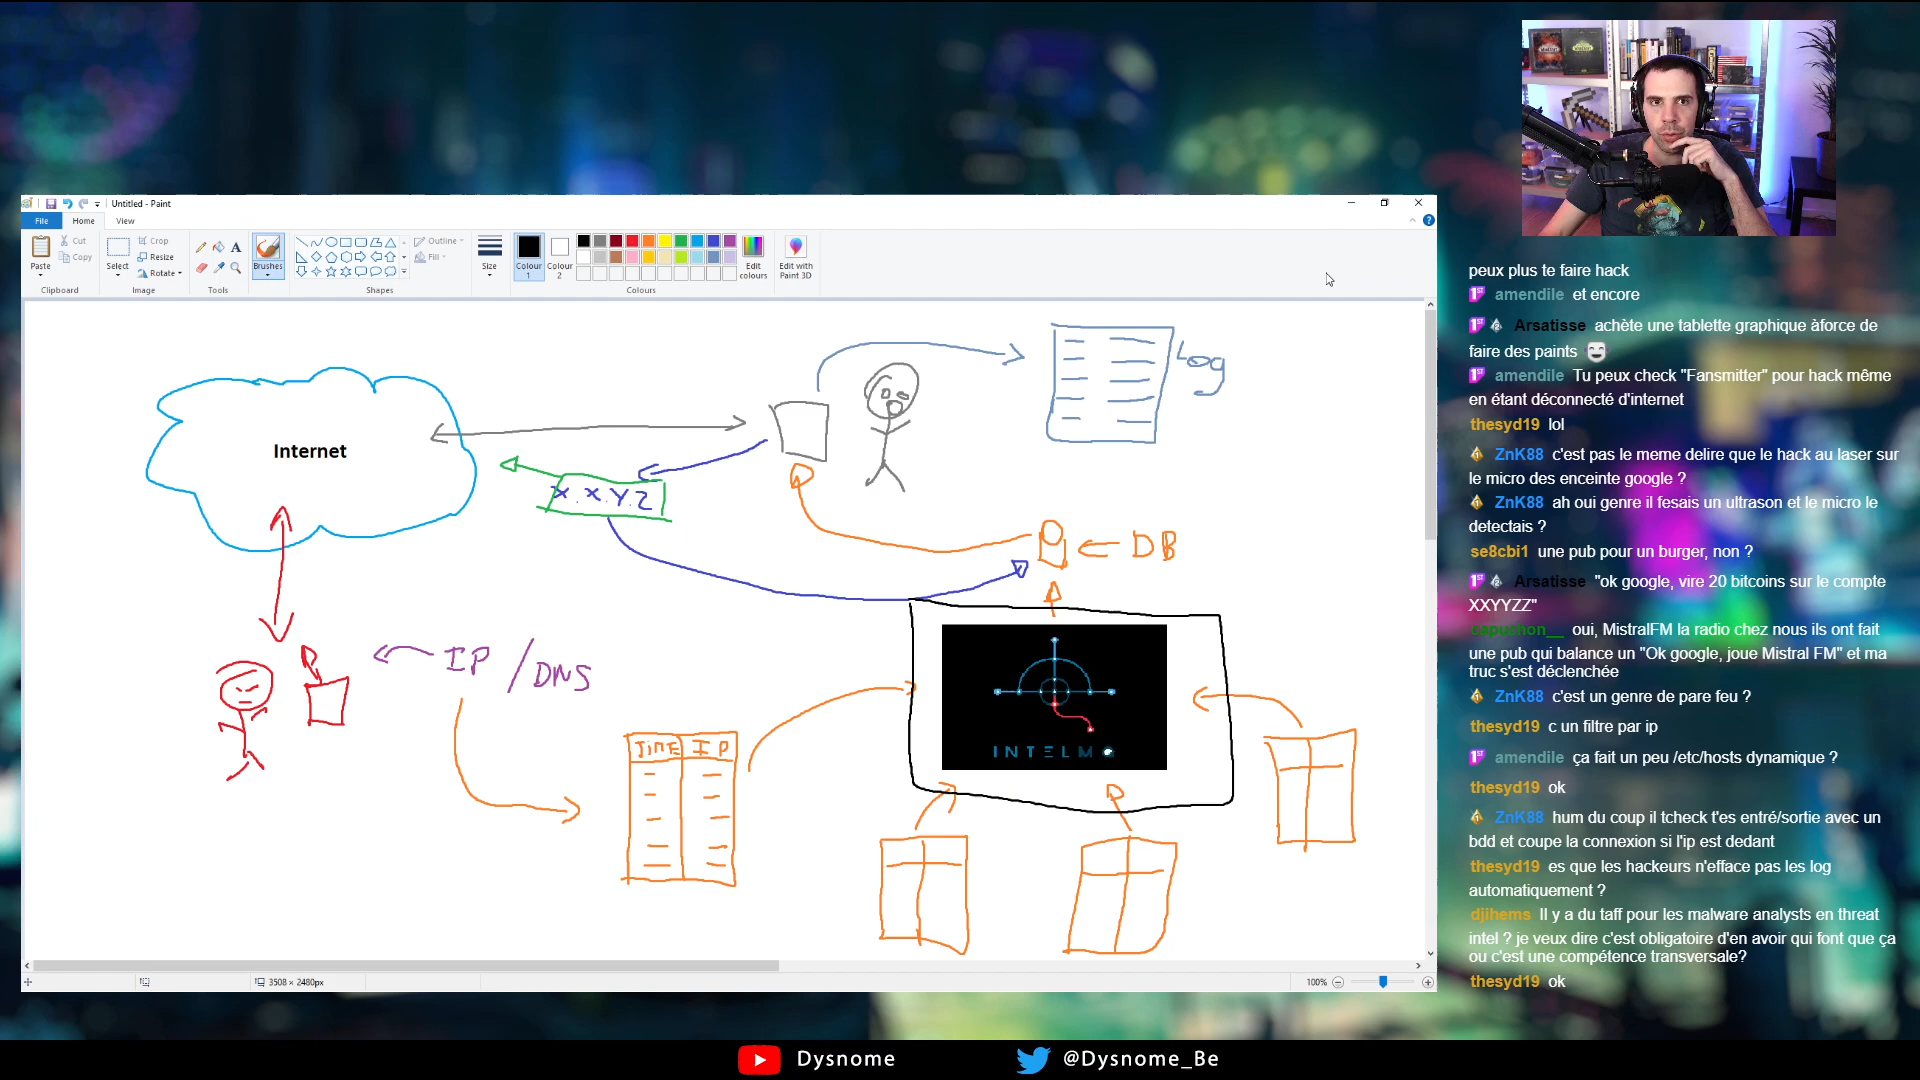 Untitled - Paint
File
Home
View
Paste
Cut
Copy
Clipboard
Select
Crop
Resize
Rotate
Image
Tools
Brushes
Shapes
Outline
Fill
Size
Colour 1
Colour 2
Colours
Edit colours
Edit with Paint 3D
Internet
Log
X.X.Y.Z
DB
IP / DNS
TIME IP
INTELM
3508 × 2480px
100%
peux plus te faire hack
amendile et encore
Arsatisse achète une tablette graphique àforce de
faire des paints
amendile Tu peux check "Fansmitter" pour hack même
en étant déconnecté d'internet
thesyd19 lol
ZnK88 c'est pas le meme delire que le hack au laser sur
le micro des enceinte google ?
ZnK88 ah oui genre il fesais un ultrason et le micro le
detectais ?
se8cbi1 une pub pour un burger, non ?
Arsatisse "ok google, vire 20 bitcoins sur le compte
XXYYZZ"
capuchon__ oui, MistralFM la radio chez nous ils ont fait
une pub qui balance un "Ok google, joue Mistral FM" et ma
truc s'est déclenchée
ZnK88 c'est un genre de pare feu ?
thesyd19 c un filtre par ip
amendile ça fait un peu /etc/hosts dynamique ?
thesyd19 ok
ZnK88 hum du coup il tcheck t'es entré/sortie avec un
bdd et coupe la connexion si l'ip est dedant
thesyd19 es que les hackeurs n'efface pas les log
automatiquement ?
djihems Il y a du taff pour les malware analysts en threat
intel ? je veux dire c'est obligatoire d'en avoir qui font que ça
ou c'est une compétence transversale?
thesyd19 ok
Dysnome
@Dysnome_Be